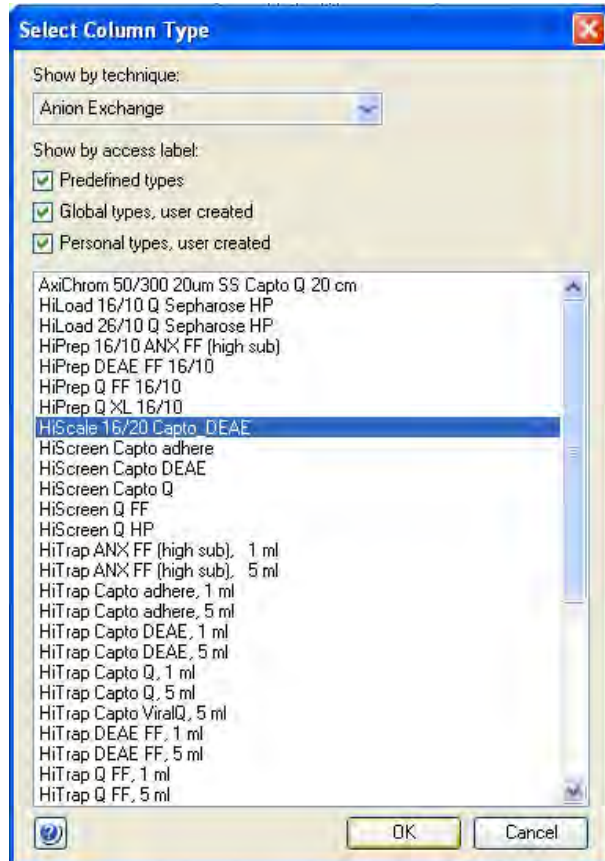 Select Column Type
Show by technique:
Anion Exchange
Show by access label:
Predefined types
Global types, user created
Personal types, user created
AxiChrom 50/300 20um SS Capto Q 20 cm
HiLoad 16/10 Q Sepharose HP
HiLoad 26/10 Q Sepharose HP
HiPrep 16/10 ANX FF (high sub)
HiPrep DEAE FF 16/10
HiPrep Q FF 16/10
HiPrep Q XL 16/10
HiScale 16/20 Capto_DEAE
HiScreen Capto adhere
HiScreen Capto DEAE
HiScreen Capto Q
HiScreen Q FF
HiScreen Q HP
HiTrap ANX FF (high sub), 1 ml
HiTrap ANX FF (high sub), 5 ml
HiTrap Capto adhere, 1 ml
HiTrap Capto adhere, 5 ml
HiTrap Capto DEAE, 1 ml
HiTrap Capto DEAE, 5 ml
HiTrap Capto Q, 1 ml
HiTrap Capto Q, 5 ml
HiTrap Capto ViralQ, 5 ml
HiTrap DEAE FF, 1 ml
HiTrap DEAE FF, 5 ml
HiTrap Q FF, 1 ml
HiTrap Q FF, 5 ml
OK Cancel